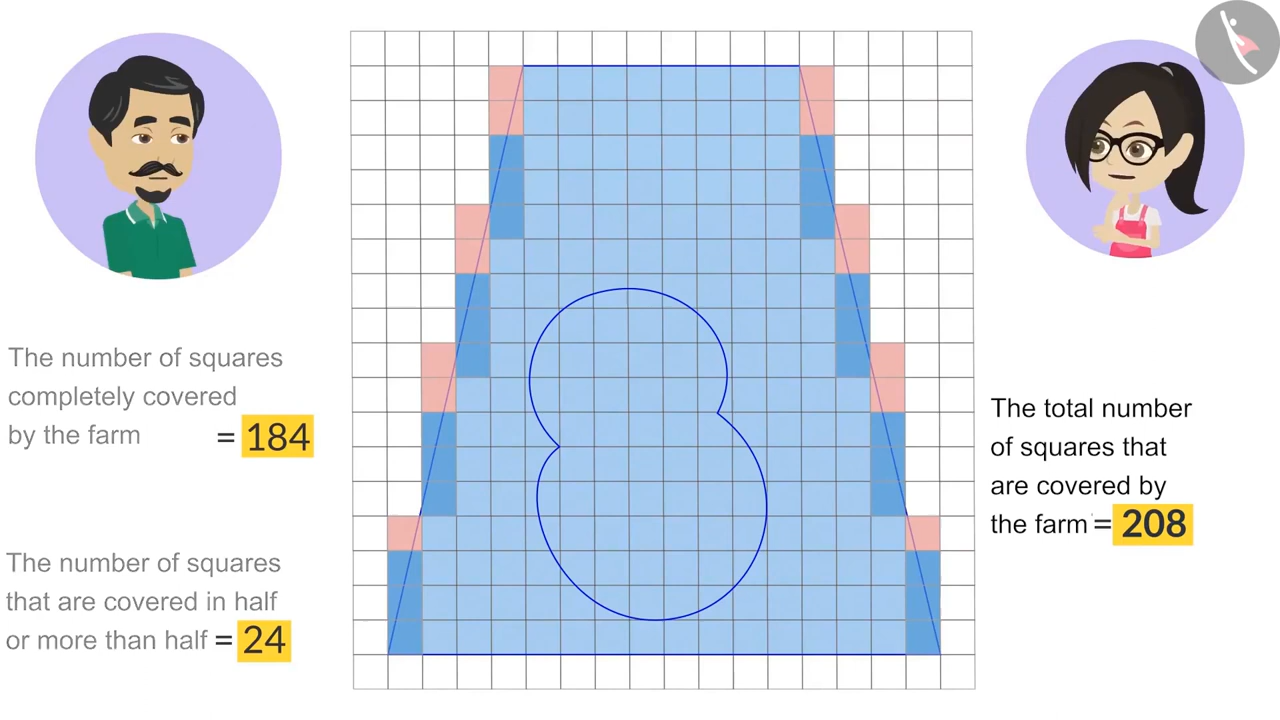 The number of squares
completely covered
by the farm = 184
The number of squares
that are covered in half
or more than half = 24
The total number
of squares that
are covered by
the farm = 208